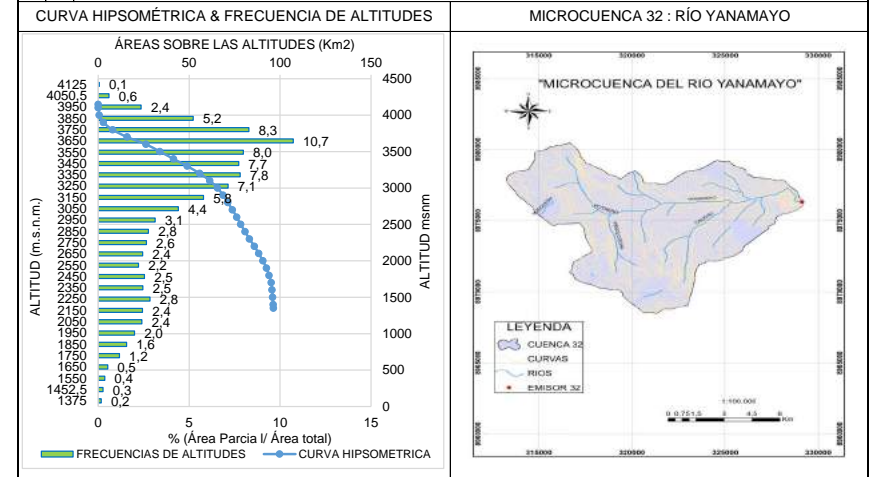 CURVA HIPSOMÉTRICA & FRECUENCIA DE ALTITUDES
MICROCUENCA 32 : RÍO YANAMAYO
ÁREAS SOBRE LAS ALTITUDES (Km2)
0 50 100 150
4125 0,1
4050,5 0,6
3950 2,4
3850 5,2
3750 8,3
3650 10,7
3550 8,0
3450 7,7
3350 7,8
3250 7,1
3150 5,8
3050 4,4
2950 3,1
2850 2,8
2750 2,6
2650 2,4
2550 2,2
2450 2,5
2350 2,5
2250 2,8
2150 2,4
2050 2,4
1950 2,0
1850 1,6
1750 1,2
1650 0,5
1550 0,4
1452,5 0,3
1375 0,2
ALTITUD (m.s.n.m.)
4500
4000
3500
3000
2500
2000
1500
1000
500
0
ALTITUD msnm
0 5 10 15
% (Área Parcia l/ Área total)
FRECUENCIAS DE ALTITUDES CURVA HIPSOMETRICA
315000 320000 330000
"MICROCUENCA DEL RIO YANAMAYO"
LEYENDA
CUENCA 32
CURVAS
RIOS
EMISOR 32
1:100.000
Km
315000 320000 325000 330000